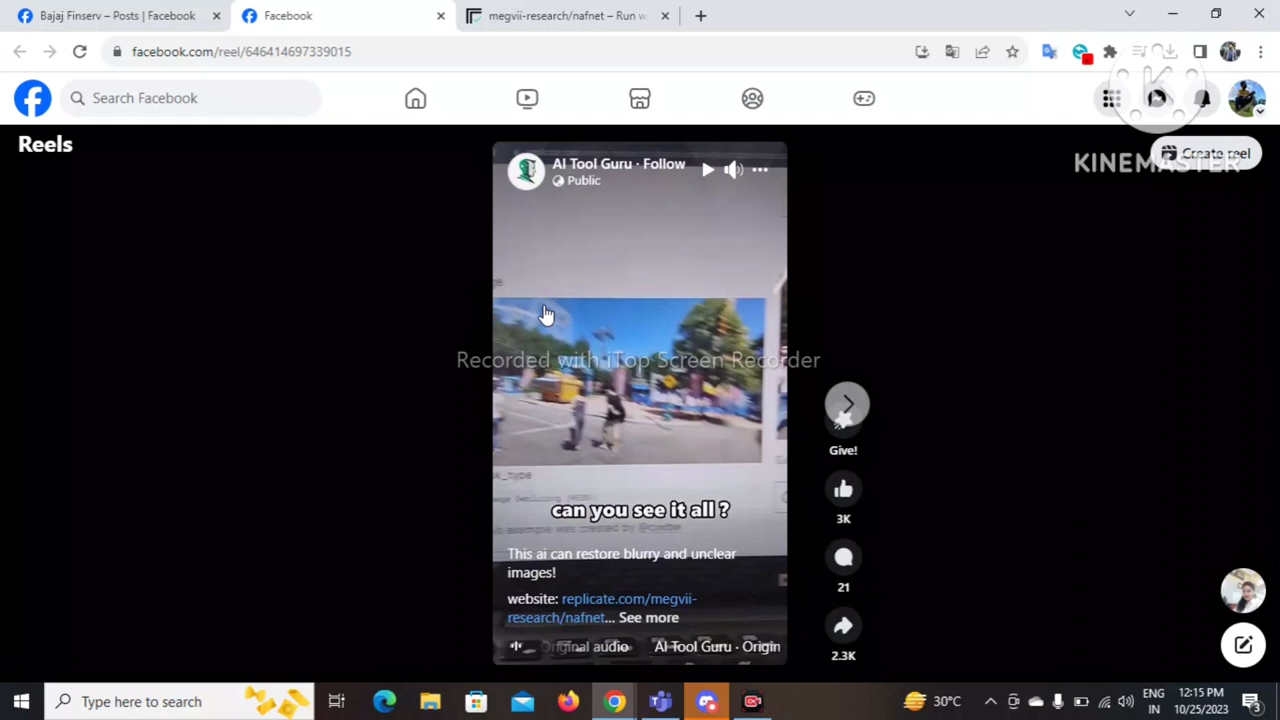 Bajaj Finserv – Posts | Facebook
Facebook
megvii-research/nafnet – Run w
facebook.com/reel/646414697339015
Search Facebook
Reels
Create reel
KINEMASTER
AI Tool Guru · Follow
Public
Recorded with iTop Screen Recorder
Give!
can you see it all ?
3K
This ai can restore blurry and unclear
images!
21
website: replicate.com/megvii-
research/nafnet... See more
Original audio AI Tool Guru · Origin
2.3K
Type here to search
30°C
ENG
IN
12:15 PM
10/25/2023
3